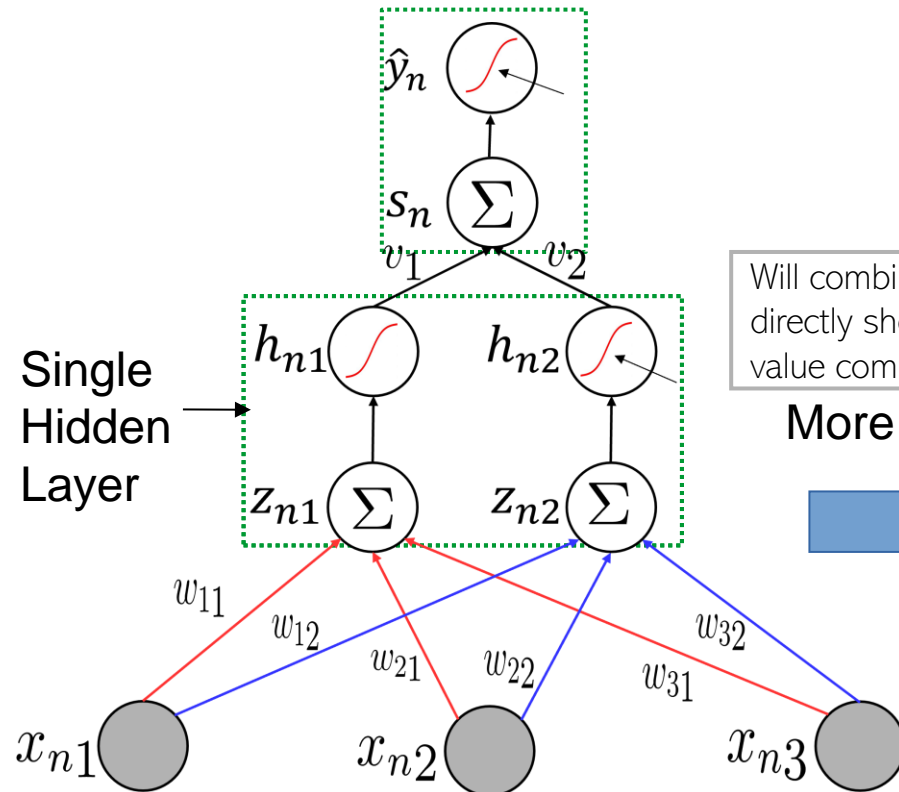 ŷₙ
sₙ Σ
v₁ v₂
Will combi
directly sho
value com
hₙ₁ hₙ₂
Single
Hidden
Layer
More
zₙ₁ Σ zₙ₂ Σ
w₁₁ w₁₂ w₂₁ w₂₂ w₃₁ w₃₂
xₙ₁ xₙ₂ xₙ₃